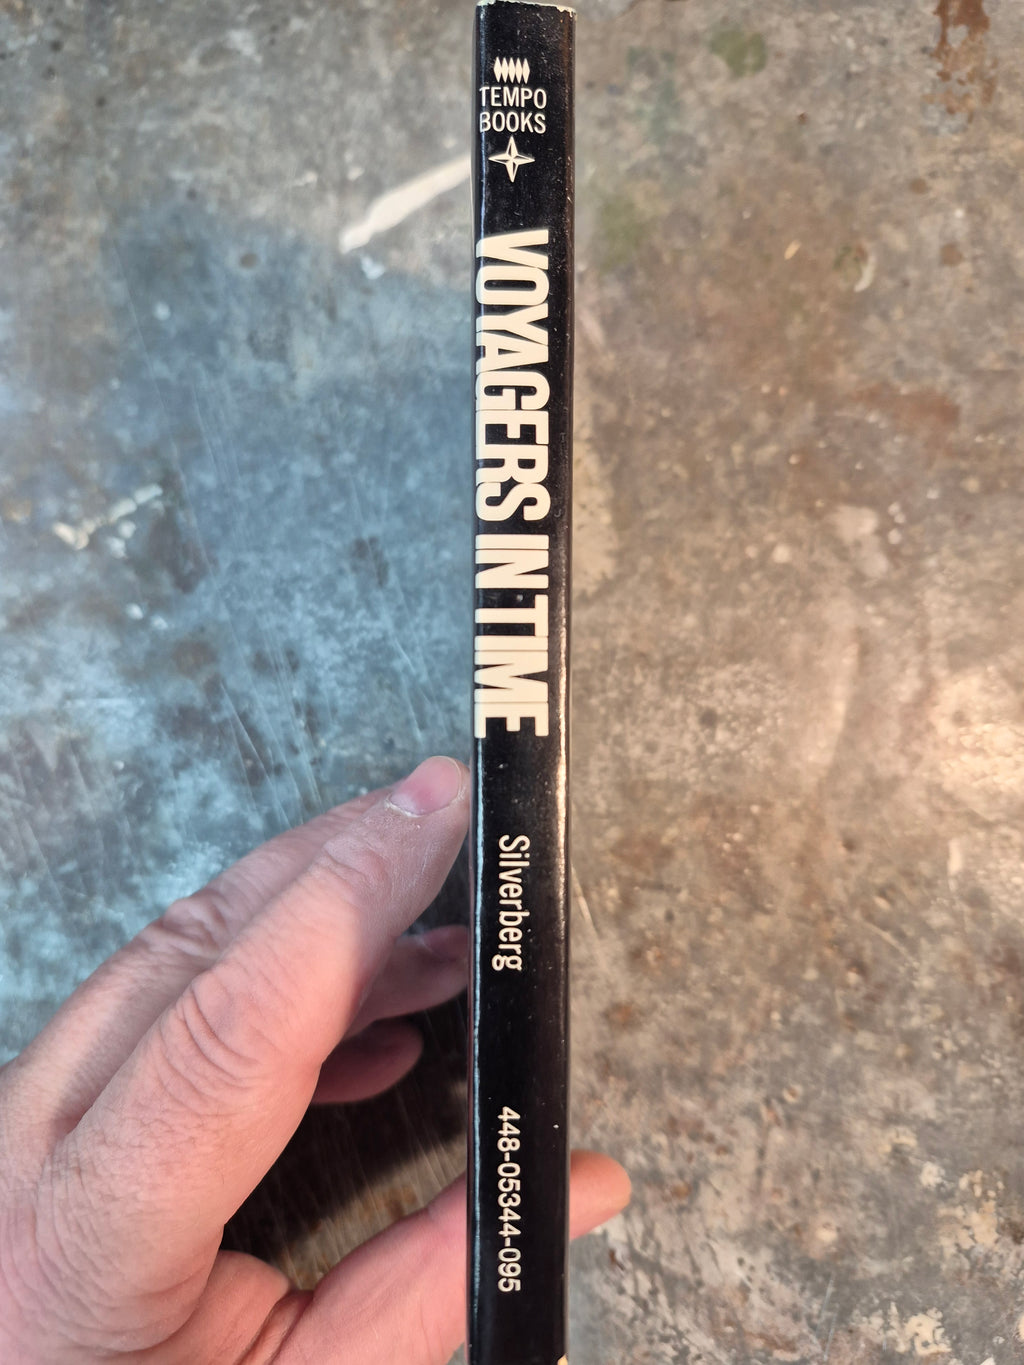 TEMPO
BOOKS
VOYAGERS IN TIME
Silverberg
448-05344-095